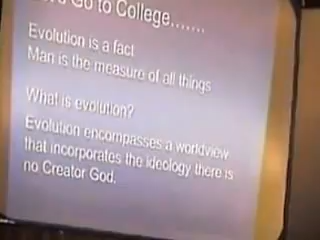 Go to College.......
Evolution is a fact
Man is the measure of all things
What is evolution?
Evolution encompasses a worldview
that incorporates the ideology there is
no Creator God.